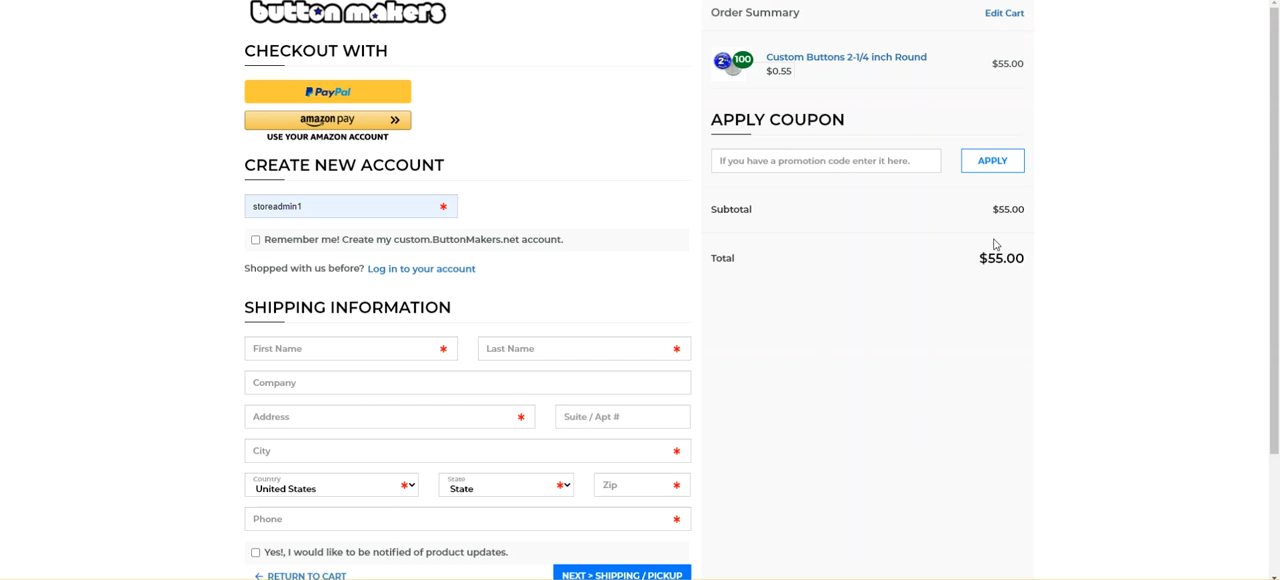 button makers
CHECKOUT WITH
PayPal
amazon pay
USE YOUR AMAZON ACCOUNT
CREATE NEW ACCOUNT
storeadmin1 *
Remember me! Create my custom.ButtonMakers.net account.
Shopped with us before? Log in to your account
SHIPPING INFORMATION
First Name * Last Name *
Company
Address * Suite / Apt #
City *
Country State
United States * State * Zip *
Phone *
Yes!, I would like to be notified of product updates.
← RETURN TO CART NEXT > SHIPPING / PICKUP
Order Summary Edit Cart
2 100
Custom Buttons 2-1/4 inch Round
$0.55 $55.00
APPLY COUPON
If you have a promotion code enter it here. APPLY
Subtotal $55.00
Total $55.00